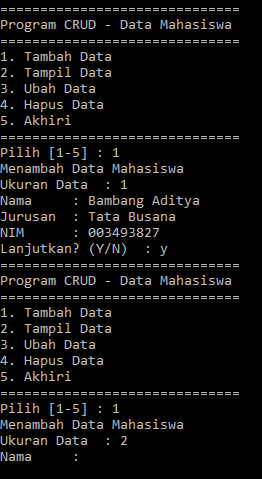 ==============================
Program CRUD - Data Mahasiswa
==============================
1. Tambah Data
2. Tampil Data
3. Ubah Data
4. Hapus Data
5. Akhiri
==============================
Pilih [1-5] : 1
Menambah Data Mahasiswa
Ukuran Data  : 1
Nama     : Bambang Aditya
Jurusan  : Tata Busana
NIM      : 003493827
Lanjutkan? (Y/N)  : y
==============================
Program CRUD - Data Mahasiswa
==============================
1. Tambah Data
2. Tampil Data
3. Ubah Data
4. Hapus Data
5. Akhiri
==============================
Pilih [1-5] : 1
Menambah Data Mahasiswa
Ukuran Data  : 2
Nama     :